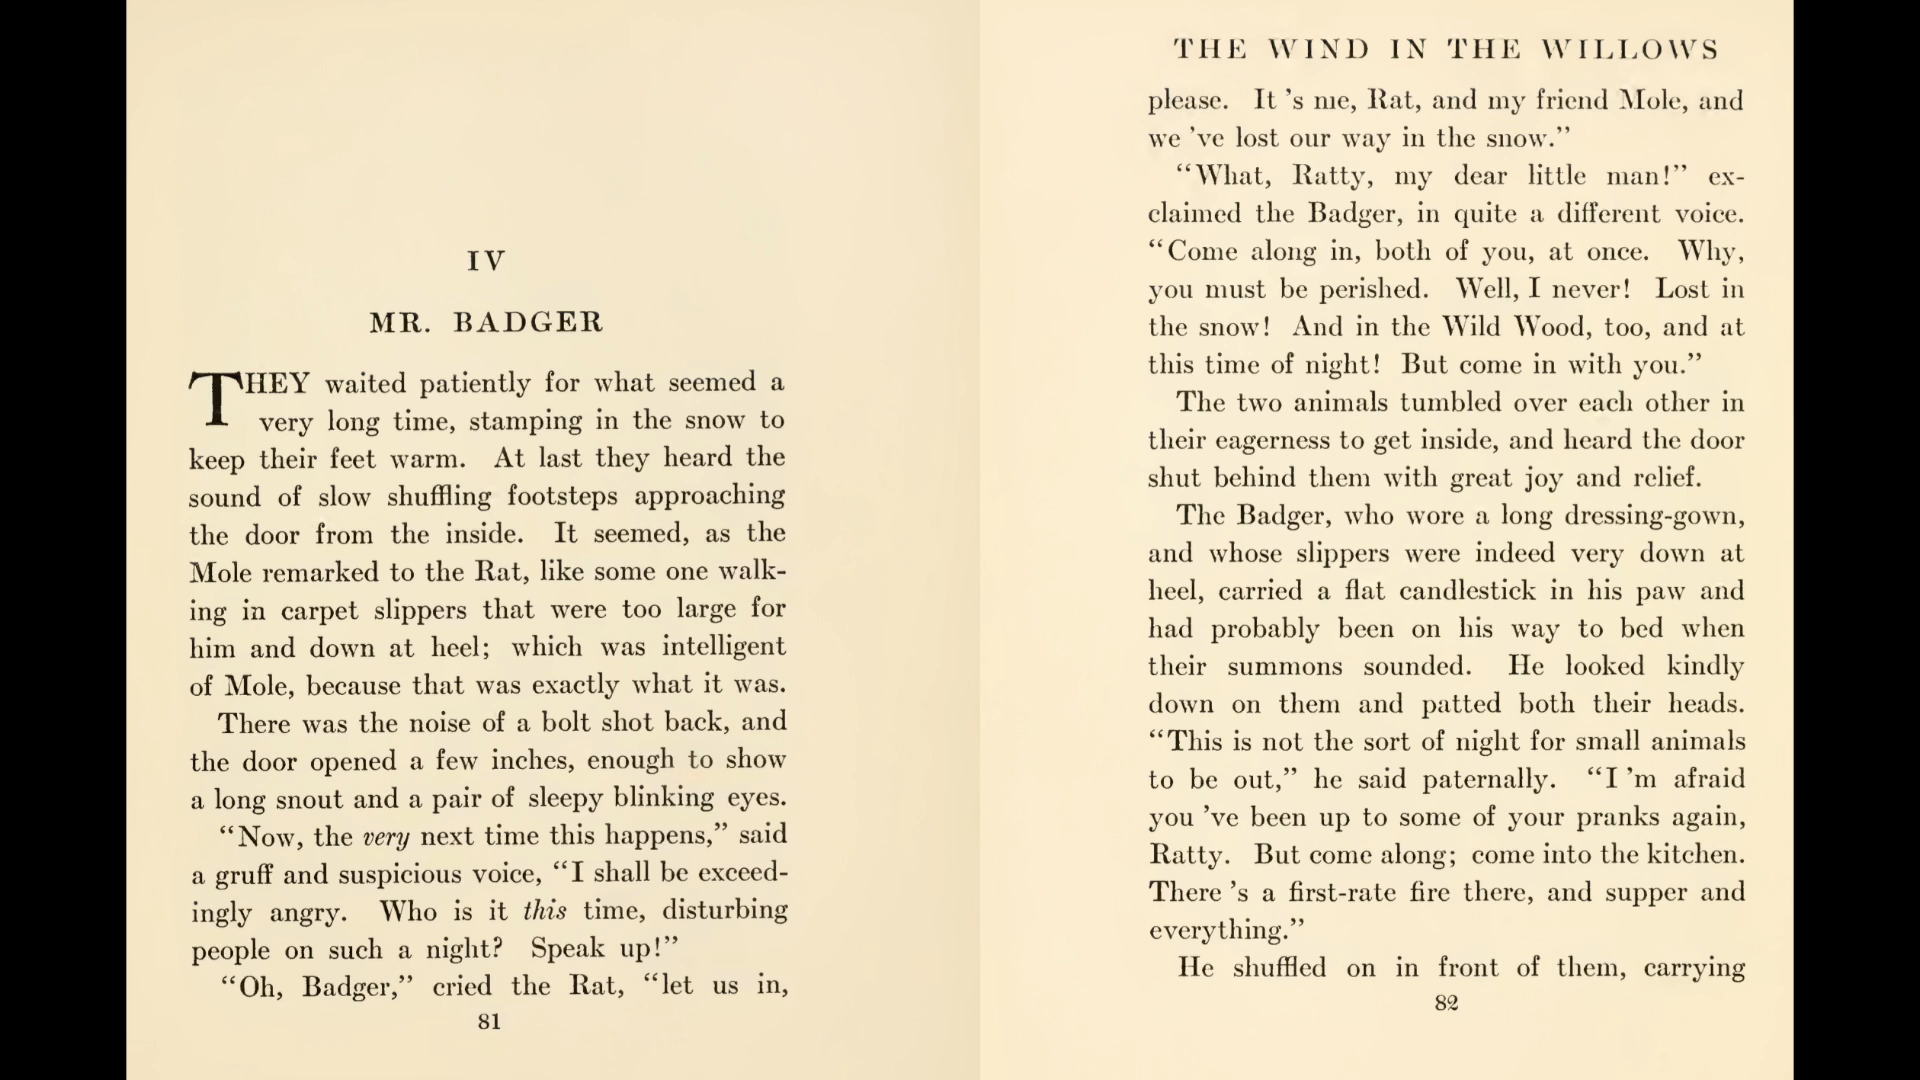 IV
MR. BADGER
THEY waited patiently for what seemed a
very long time, stamping in the snow to
keep their feet warm. At last they heard the
sound of slow shuffling footsteps approaching
the door from the inside. It seemed, as the
Mole remarked to the Rat, like some one walk-
ing in carpet slippers that were too large for
him and down at heel; which was intelligent
of Mole, because that was exactly what it was.
There was the noise of a bolt shot back, and
the door opened a few inches, enough to show
a long snout and a pair of sleepy blinking eyes.
“Now, the very next time this happens,” said
a gruff and suspicious voice, “I shall be exceed-
ingly angry. Who is it this time, disturbing
people on such a night? Speak up!”
“Oh, Badger,” cried the Rat, “let us in,
81
THE WIND IN THE WILLOWS
please. It ’s me, Rat, and my friend Mole, and
we ’ve lost our way in the snow.”
“What, Ratty, my dear little man!” ex-
claimed the Badger, in quite a different voice.
“Come along in, both of you, at once. Why,
you must be perished. Well, I never! Lost in
the snow! And in the Wild Wood, too, and at
this time of night! But come in with you.”
The two animals tumbled over each other in
their eagerness to get inside, and heard the door
shut behind them with great joy and relief.
The Badger, who wore a long dressing-gown,
and whose slippers were indeed very down at
heel, carried a flat candlestick in his paw and
had probably been on his way to bed when
their summons sounded. He looked kindly
down on them and patted both their heads.
“This is not the sort of night for small animals
to be out,” he said paternally. “I ’m afraid
you ’ve been up to some of your pranks again,
Ratty. But come along; come into the kitchen.
There ’s a first-rate fire there, and supper and
everything.”
He shuffled on in front of them, carrying
82